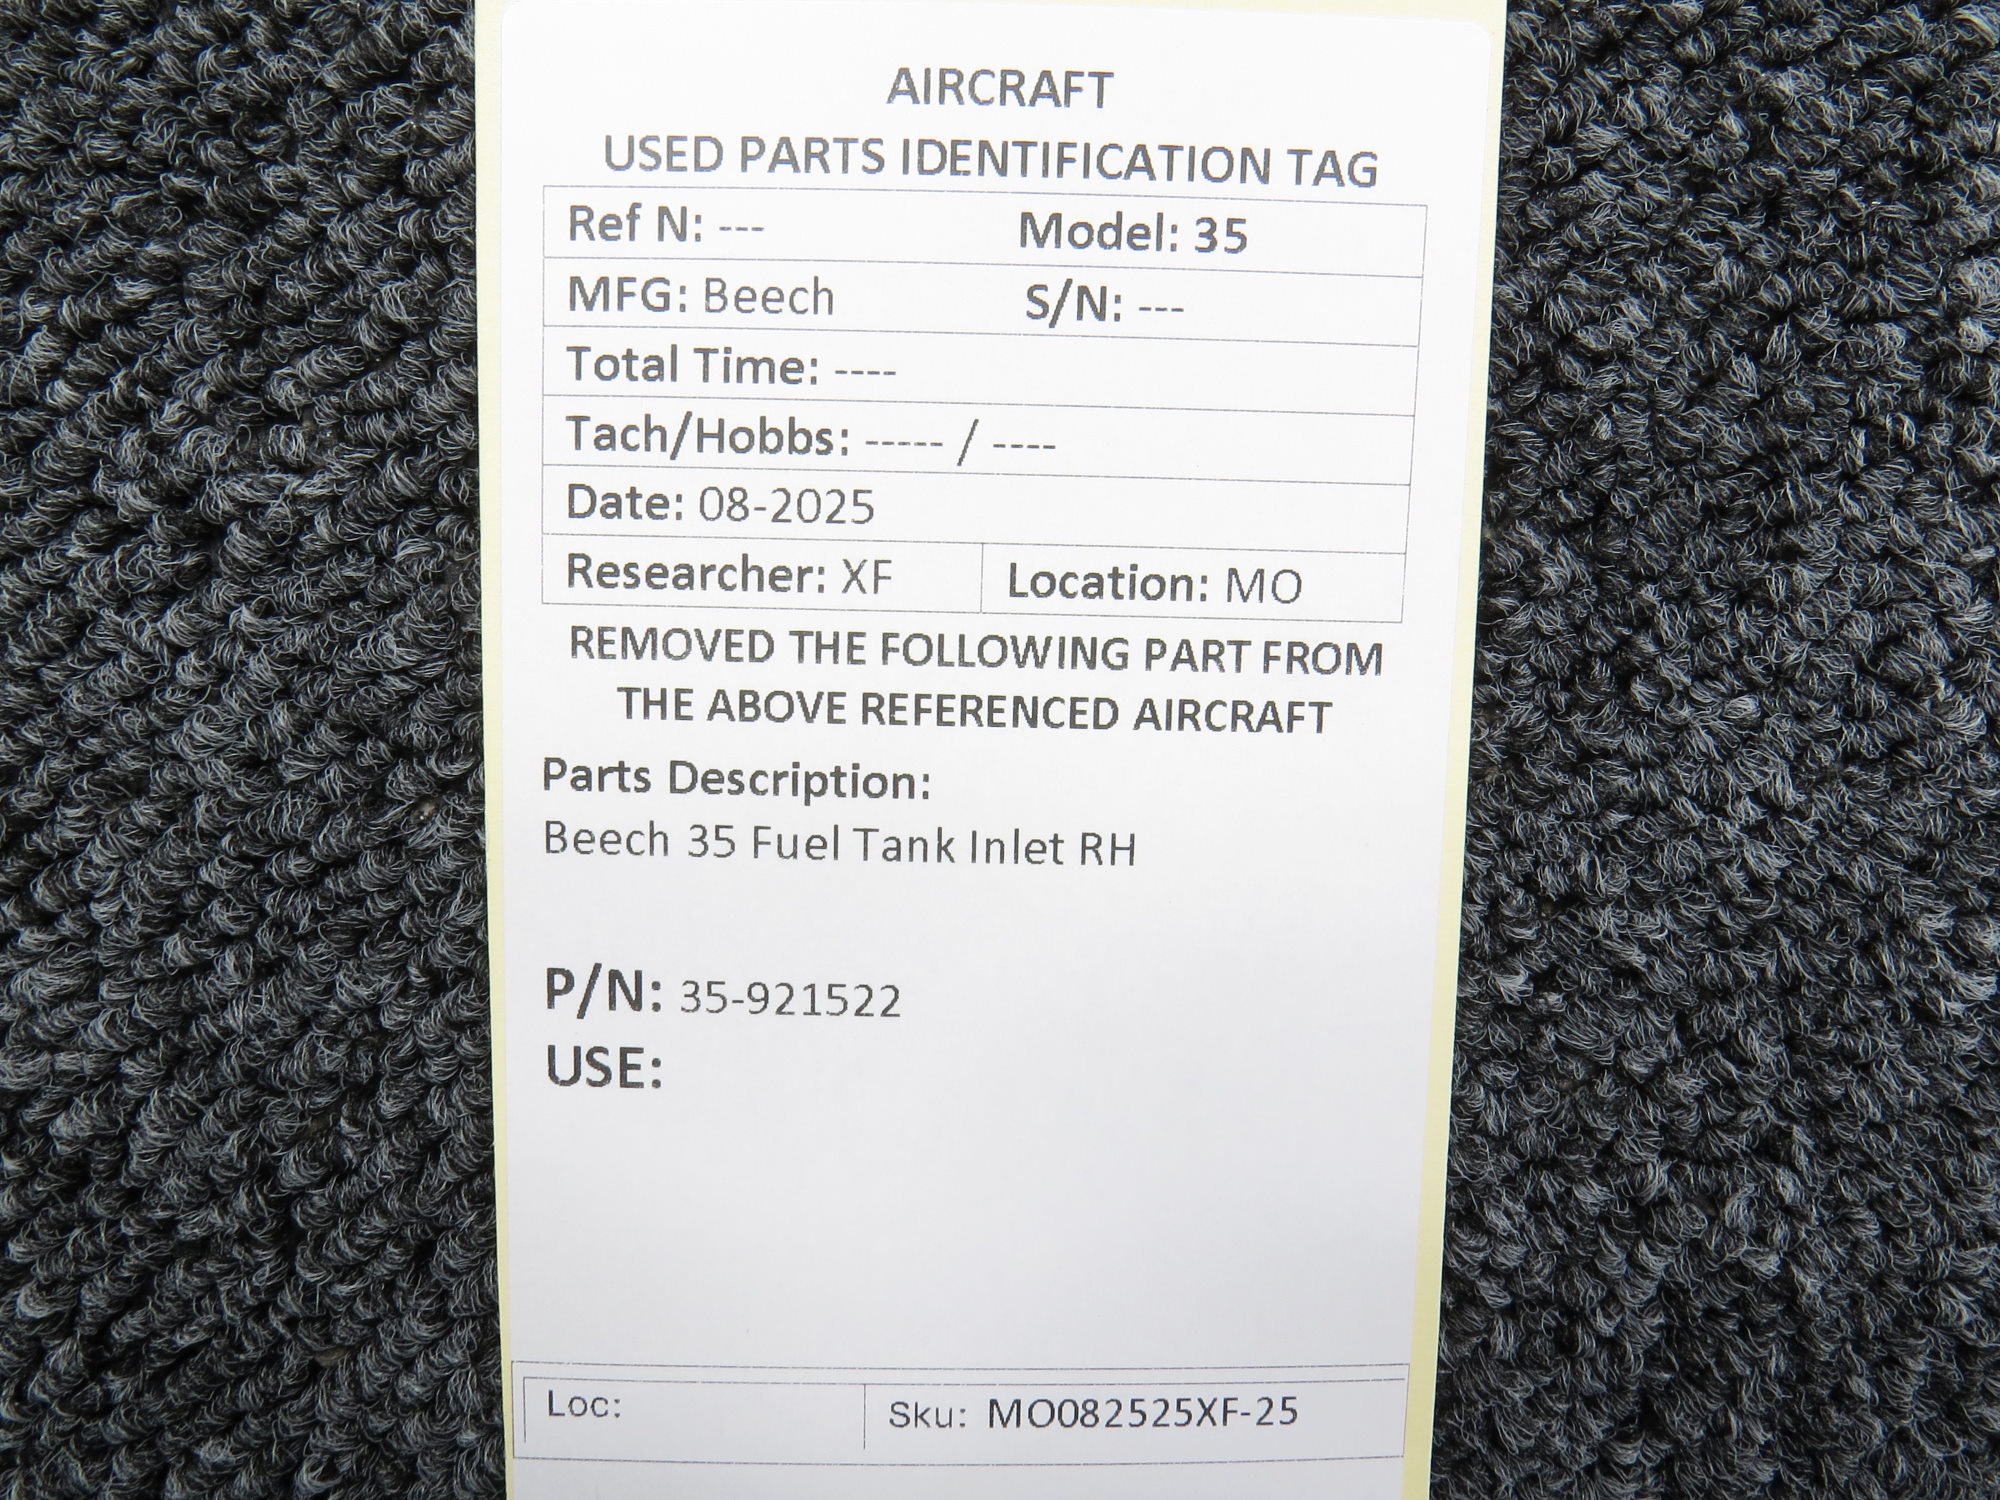 AIRCRAFT
USED PARTS IDENTIFICATION TAG
Ref N: --- Model: 35
MFG: Beech S/N: ---
Total Time: ----
Tach/Hobbs: ----- / ----
Date: 08-2025
Researcher: XF Location: MO
REMOVED THE FOLLOWING PART FROM
THE ABOVE REFERENCED AIRCRAFT
Parts Description:
Beech 35 Fuel Tank Inlet RH
P/N: 35-921522
USE:
Loc: Sku: MO082525XF-25